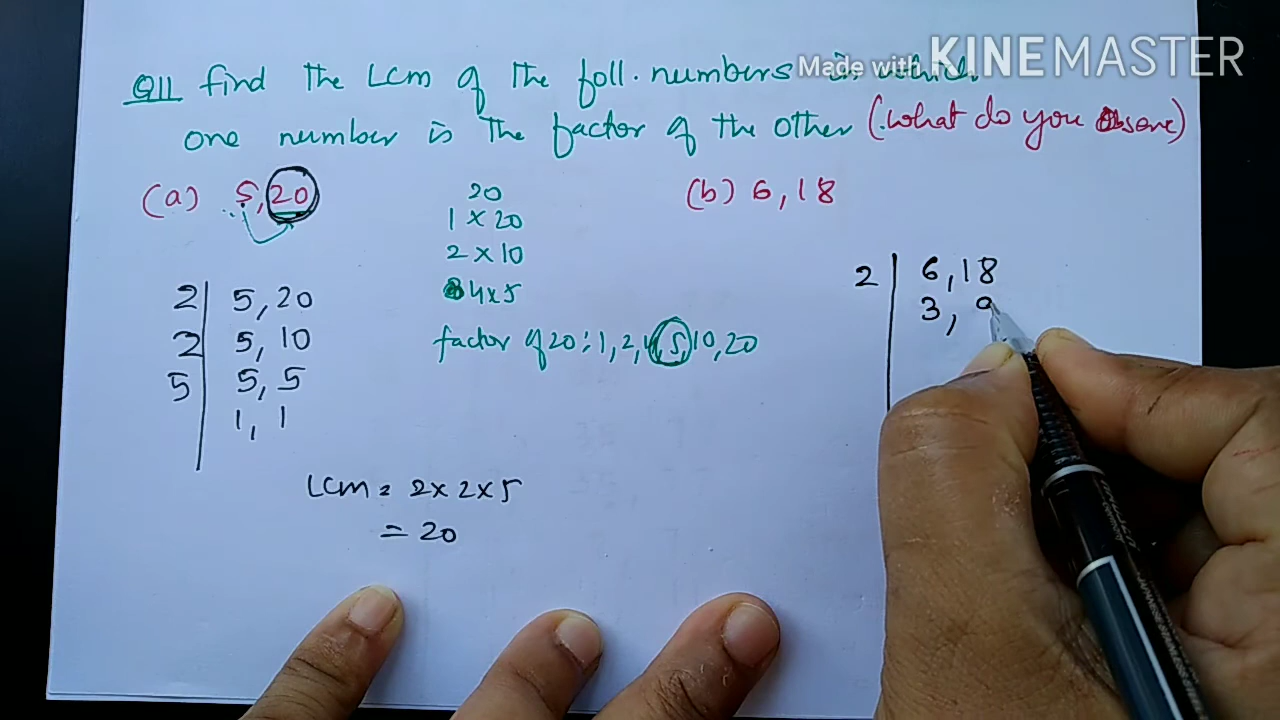 Made with KINEMASTER
Q11 find the LCM of the foll. numbers in which
one number is the factor of the other (what do you
(a) 5, 20
2 | 5, 20
2 | 5, 10
5 | 5, 5
1, 1
LCM = 2 x 2 x 5
= 20
20
1 x 20
2 x 10
4 x 5
factor of 20 : 1, 2, 4, 5, 10, 20
(b) 6, 18
2 | 6, 18
3, 9